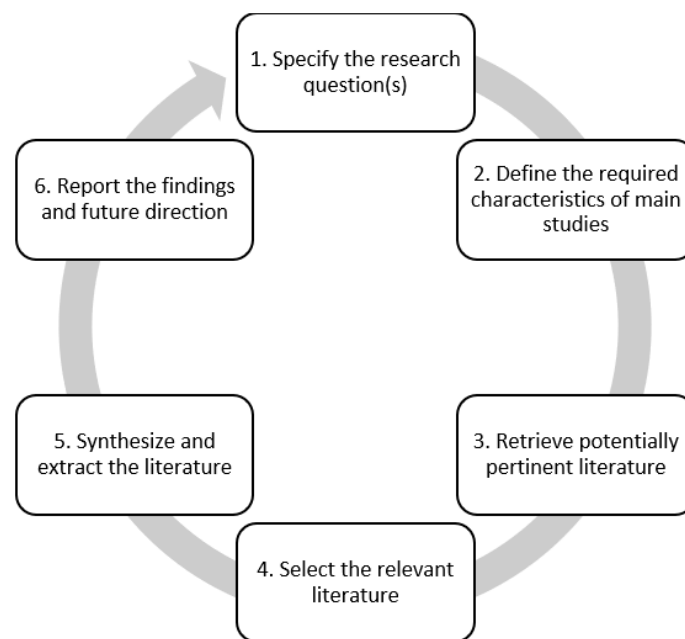 1. Specify the research
question(s)
2. Define the required
characteristics of main
studies
3. Retrieve potentially
pertinent literature
4. Select the relevant
literature
5. Synthesize and
extract the literature
6. Report the findings
and future direction